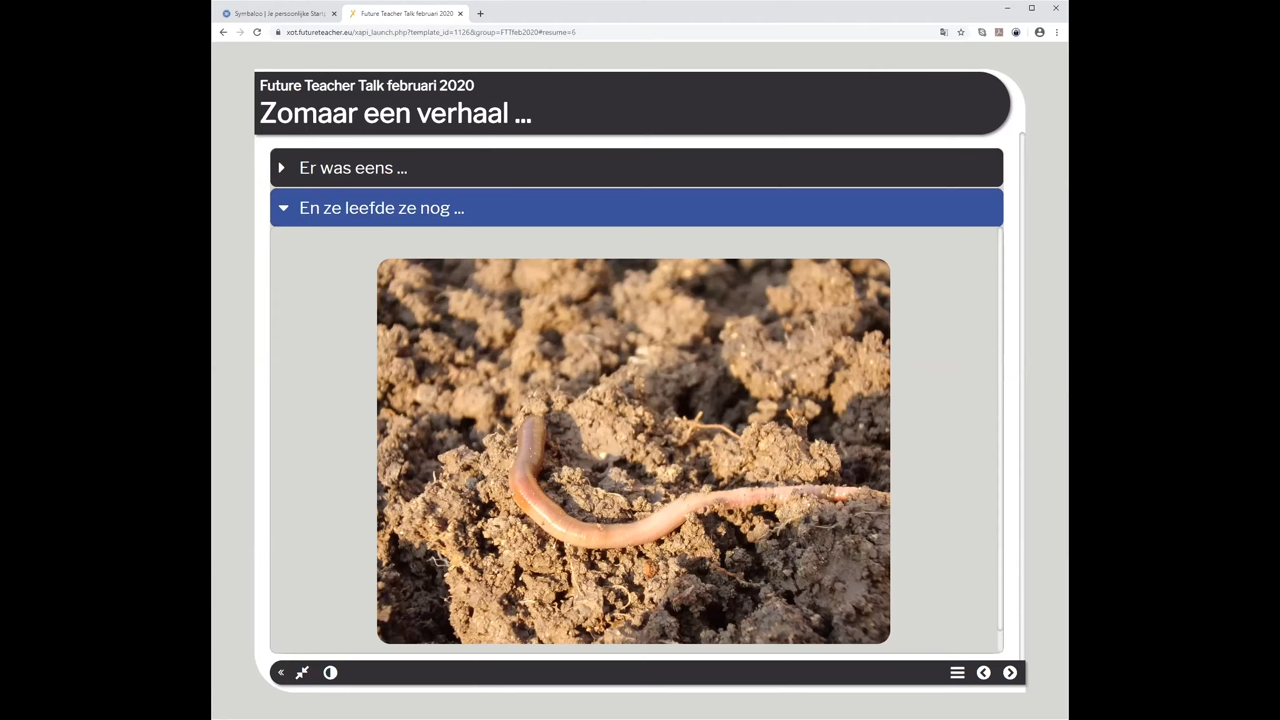 Symbaloo | Je persoonlijke Start
Future Teacher Talk februari 2020
xot.futureteacher.eu/xapi_launch.php?template_id=1126&group=FTTfeb2020#resume=6
Future Teacher Talk februari 2020
Zomaar een verhaal ...
Er was eens ...
En ze leefde ze nog ...